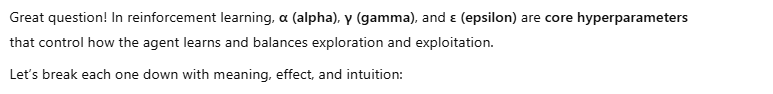 Great question! In reinforcement learning, α (alpha), γ (gamma), and ε (epsilon) are core hyperparameters
that control how the agent learns and balances exploration and exploitation.
Let's break each one down with meaning, effect, and intuition: